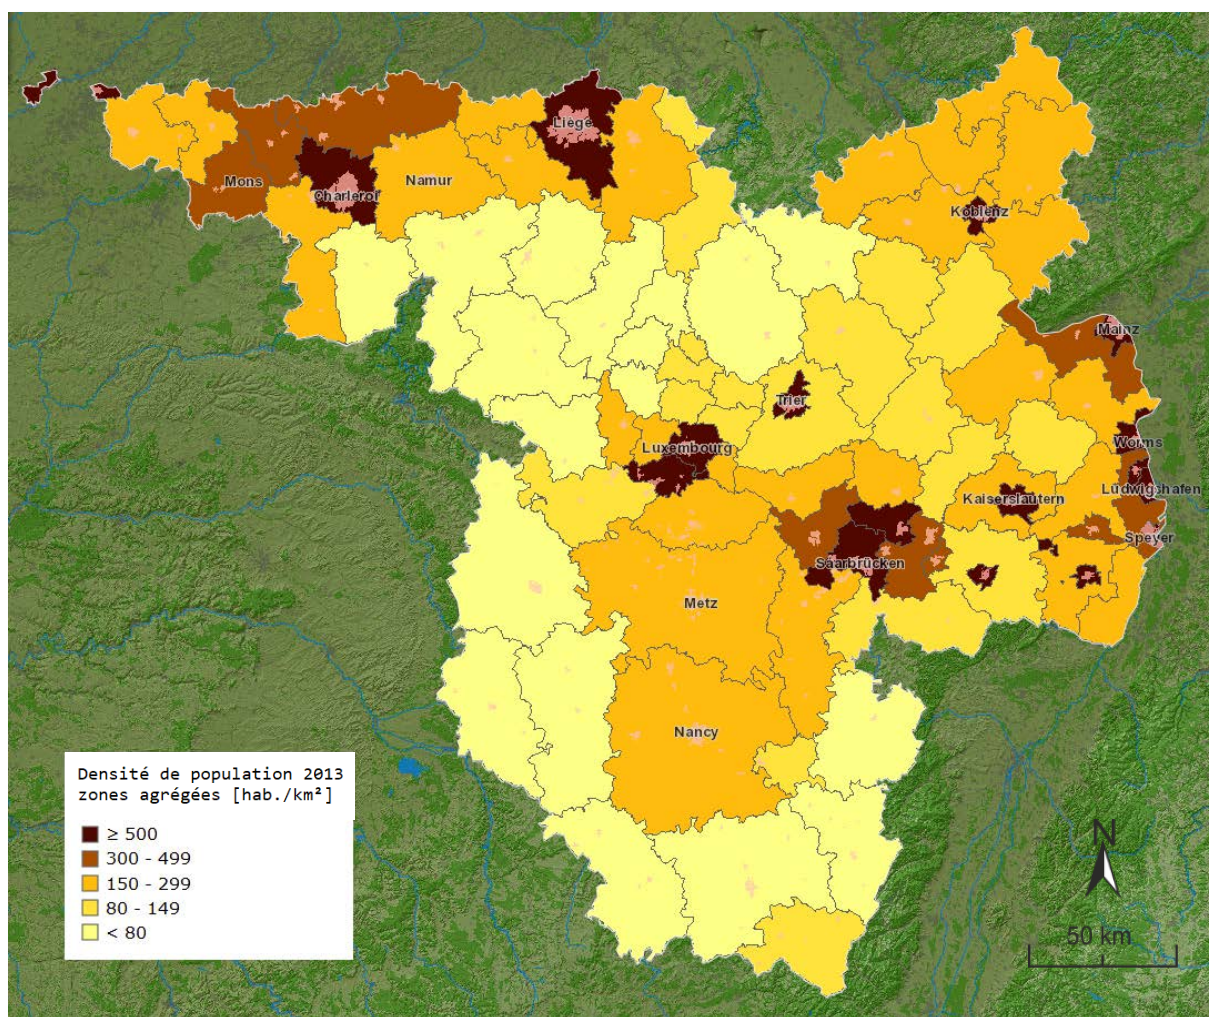 Liège
Mons
Charleroi
Namur
Koblenz
Mainz
Trier
Luxembourg
Worms
Kaiserslautern
Ludwigshafen
Speyer
Saarbrücken
Metz
Nancy
Densité de population 2013
zones agrégées [hab./km²]
≥ 500
300 - 499
150 - 299
80 - 149
< 80
N
50 km